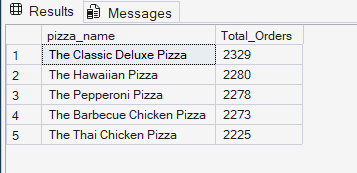 Results Messages
pizza_name Total_Orders
1 The Classic Deluxe Pizza 2329
2 The Hawaiian Pizza 2280
3 The Pepperoni Pizza 2278
4 The Barbecue Chicken Pizza 2273
5 The Thai Chicken Pizza 2225